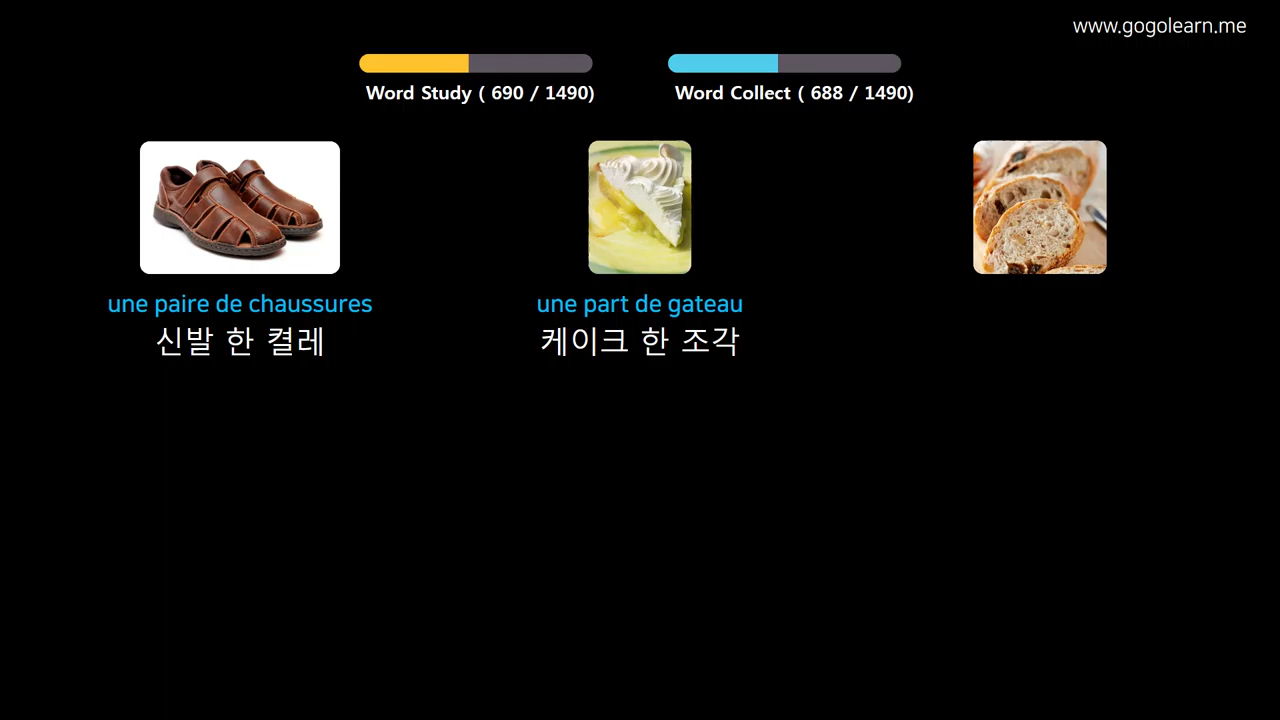 www.gogolearn.me
Word Study ( 690 / 1490)
Word Collect ( 688 / 1490)
une paire de chaussures
신발 한 켤레
une part de gateau
케이크 한 조각